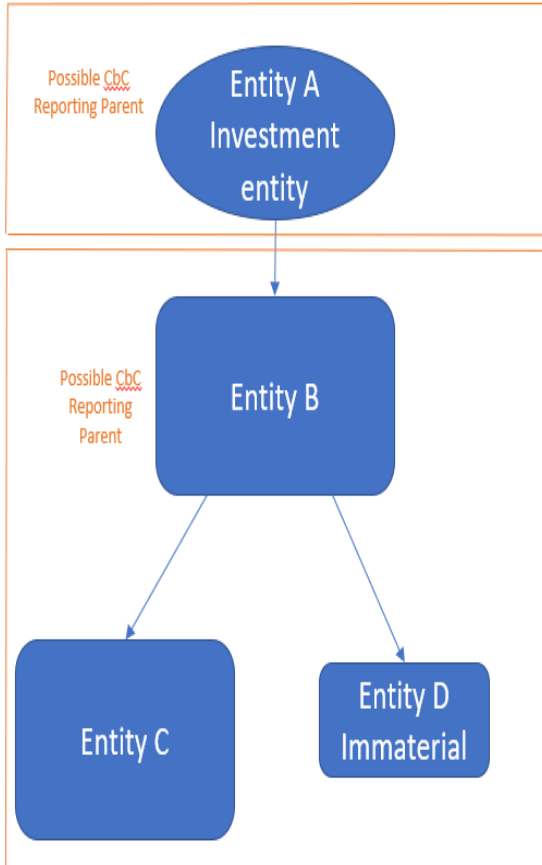 Possible CbC
Reporting Parent
Entity A
Investment
entity
Possible CbC
Reporting
Parent
Entity B
Entity C
Entity D
Immaterial